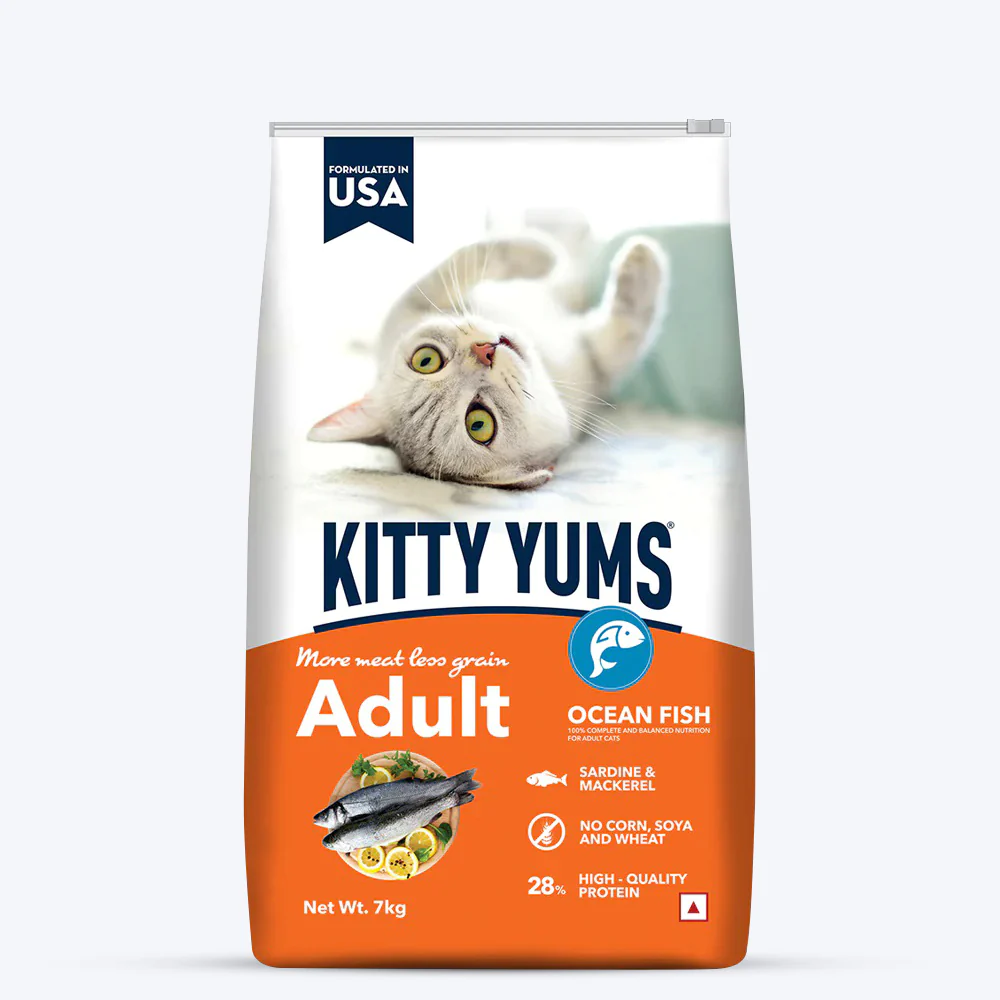 FORMULATED IN
USA
KITTY YUMS®
More meat less grain
Adult
OCEAN FISH
100% COMPLETE AND BALANCED NUTRITION
FOR ADULT CATS
SARDINE &
MACKEREL
NO CORN, SOYA
AND WHEAT
28% HIGH - QUALITY
PROTEIN
Net Wt. 7kg